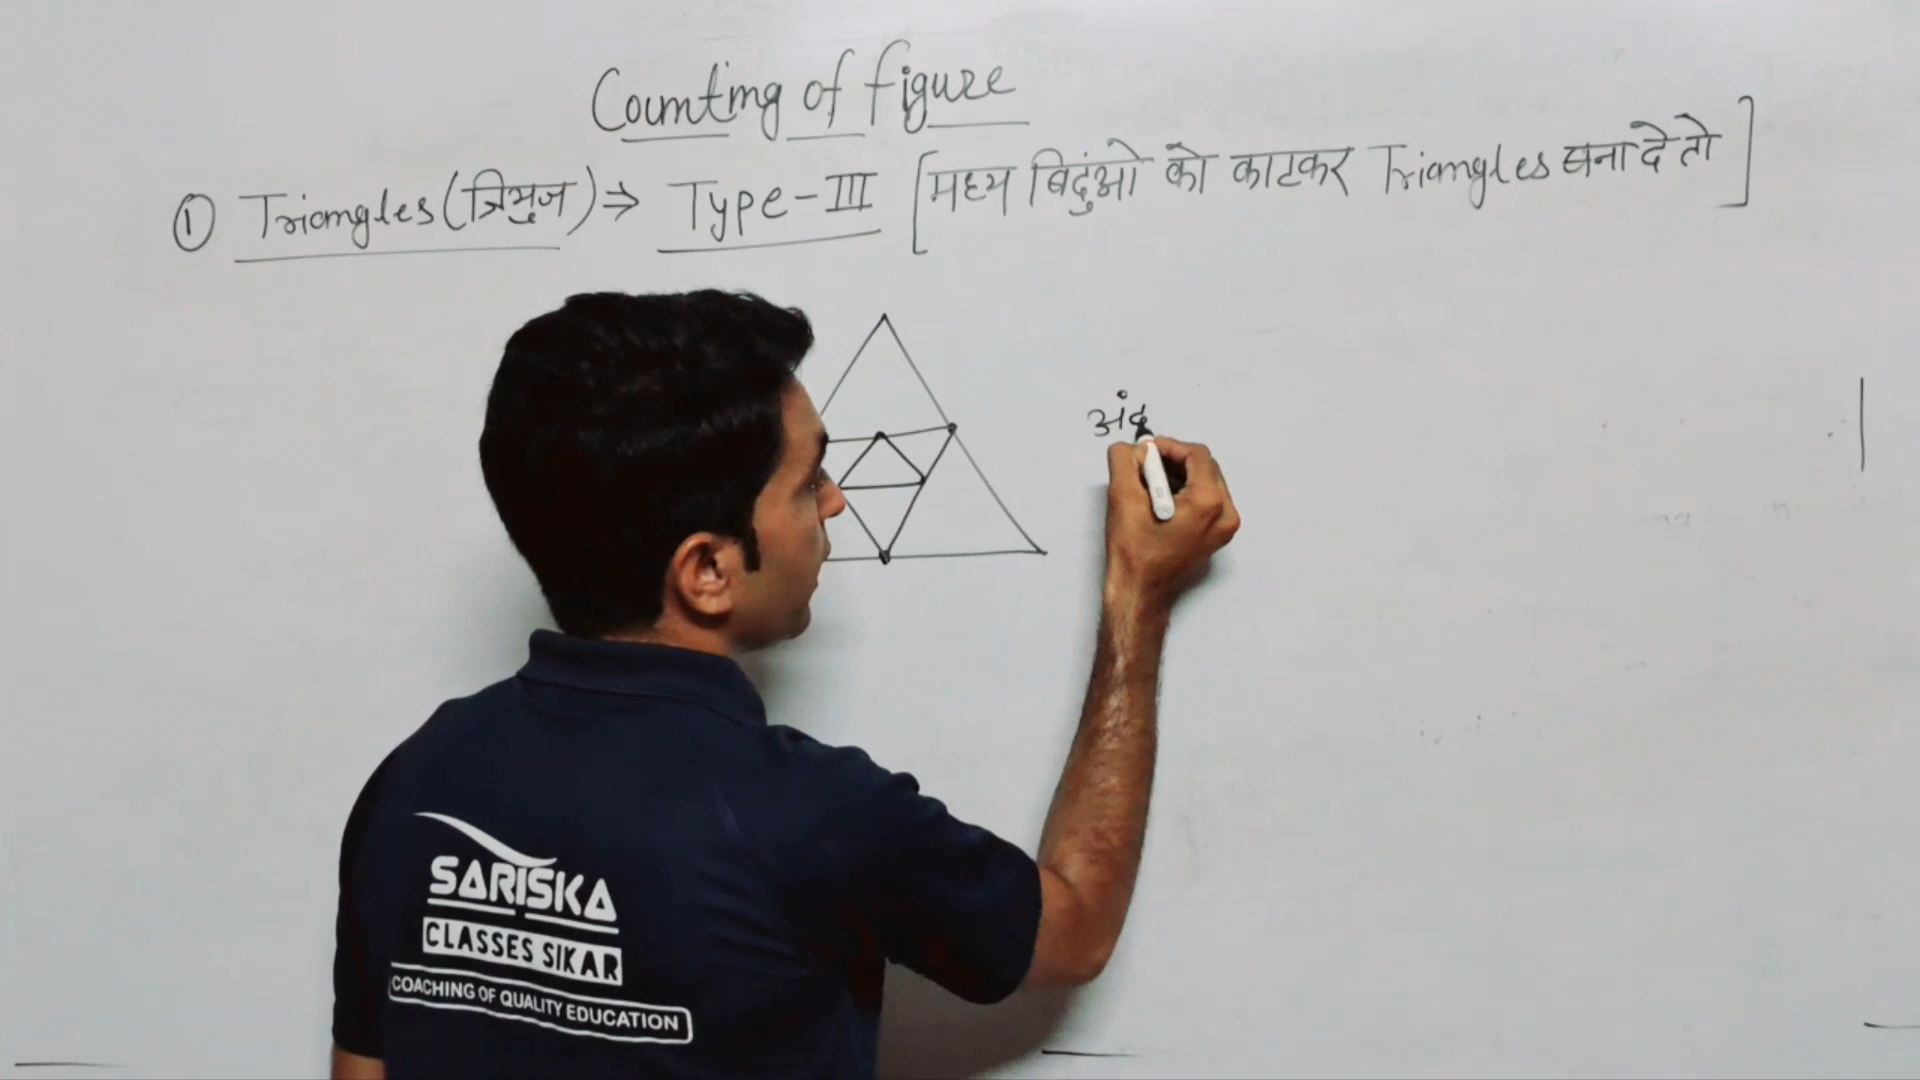 Counting of figure
① Triangles (त्रिभुज) ⇒ Type-III [मध्य बिदुंओ को काटकर Triangles बना दे तो]
अंद
SARISKA
CLASSES SIKAR
COACHING OF QUALITY EDUCATION